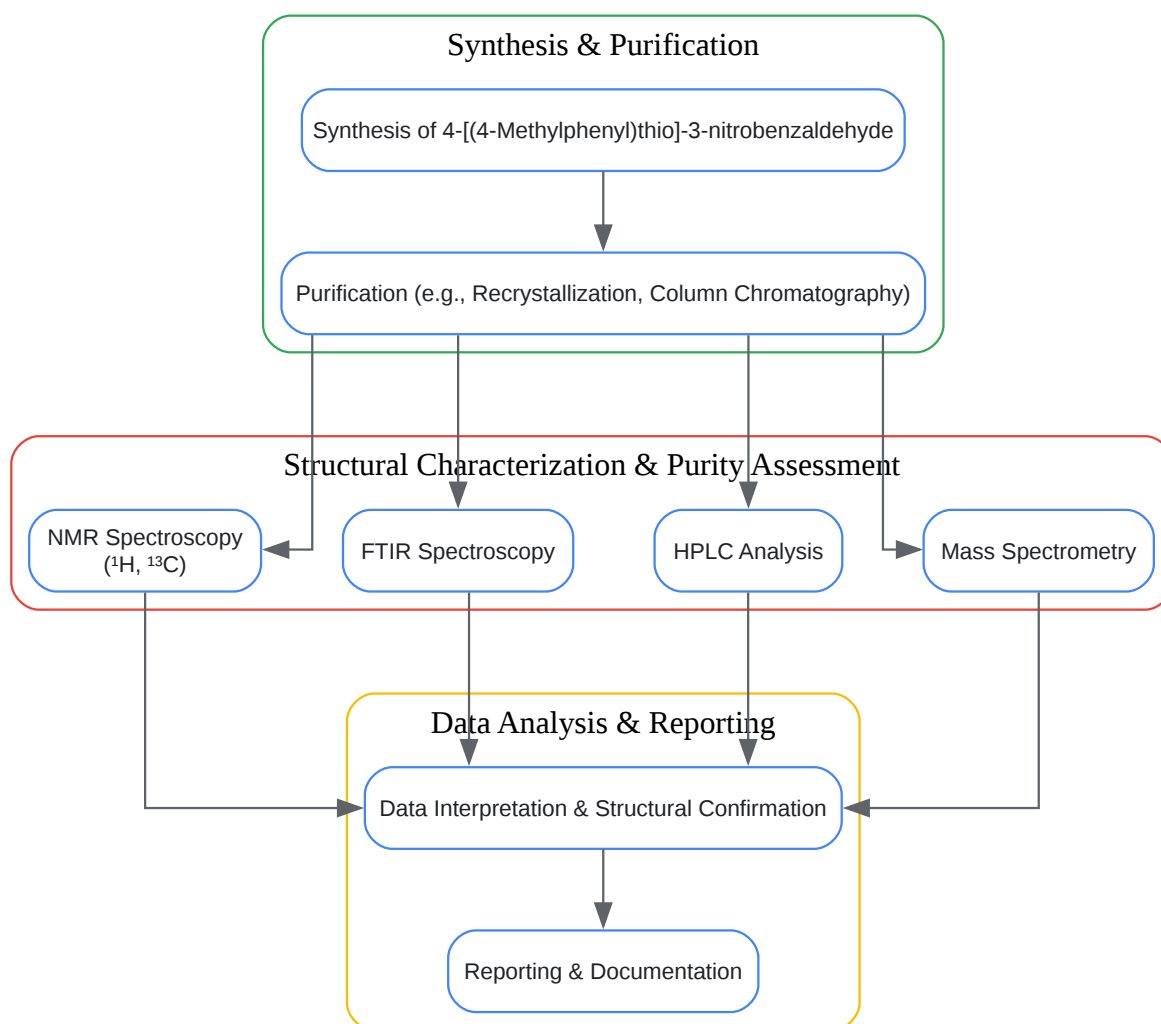 Synthesis & Purification
Synthesis of 4-[(4-Methylphenyl)thio]-3-nitrobenzaldehyde
Purification (e.g., Recrystallization, Column Chromatography)
Structural Characterization & Purity Assessment
NMR Spectroscopy
(¹H, ¹³C)
FTIR Spectroscopy
HPLC Analysis
Mass Spectrometry
Data Analysis & Reporting
Data Interpretation & Structural Confirmation
Reporting & Documentation